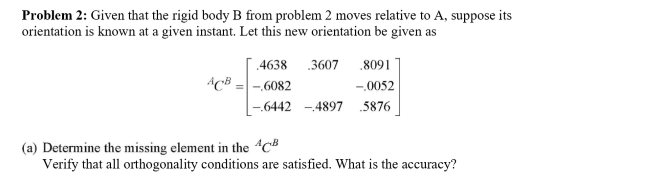 Problem 2: Given that the rigid body B from problem 2 moves relative to A, suppose its
orientation is known at a given instant. Let this new orientation be given as
.4638 .3607 .8091
ᴬCᴮ = -.6082 -.0052
-.6442 -.4897 .5876
(a) Determine the missing element in the ᴬCᴮ
Verify that all orthogonality conditions are satisfied. What is the accuracy?